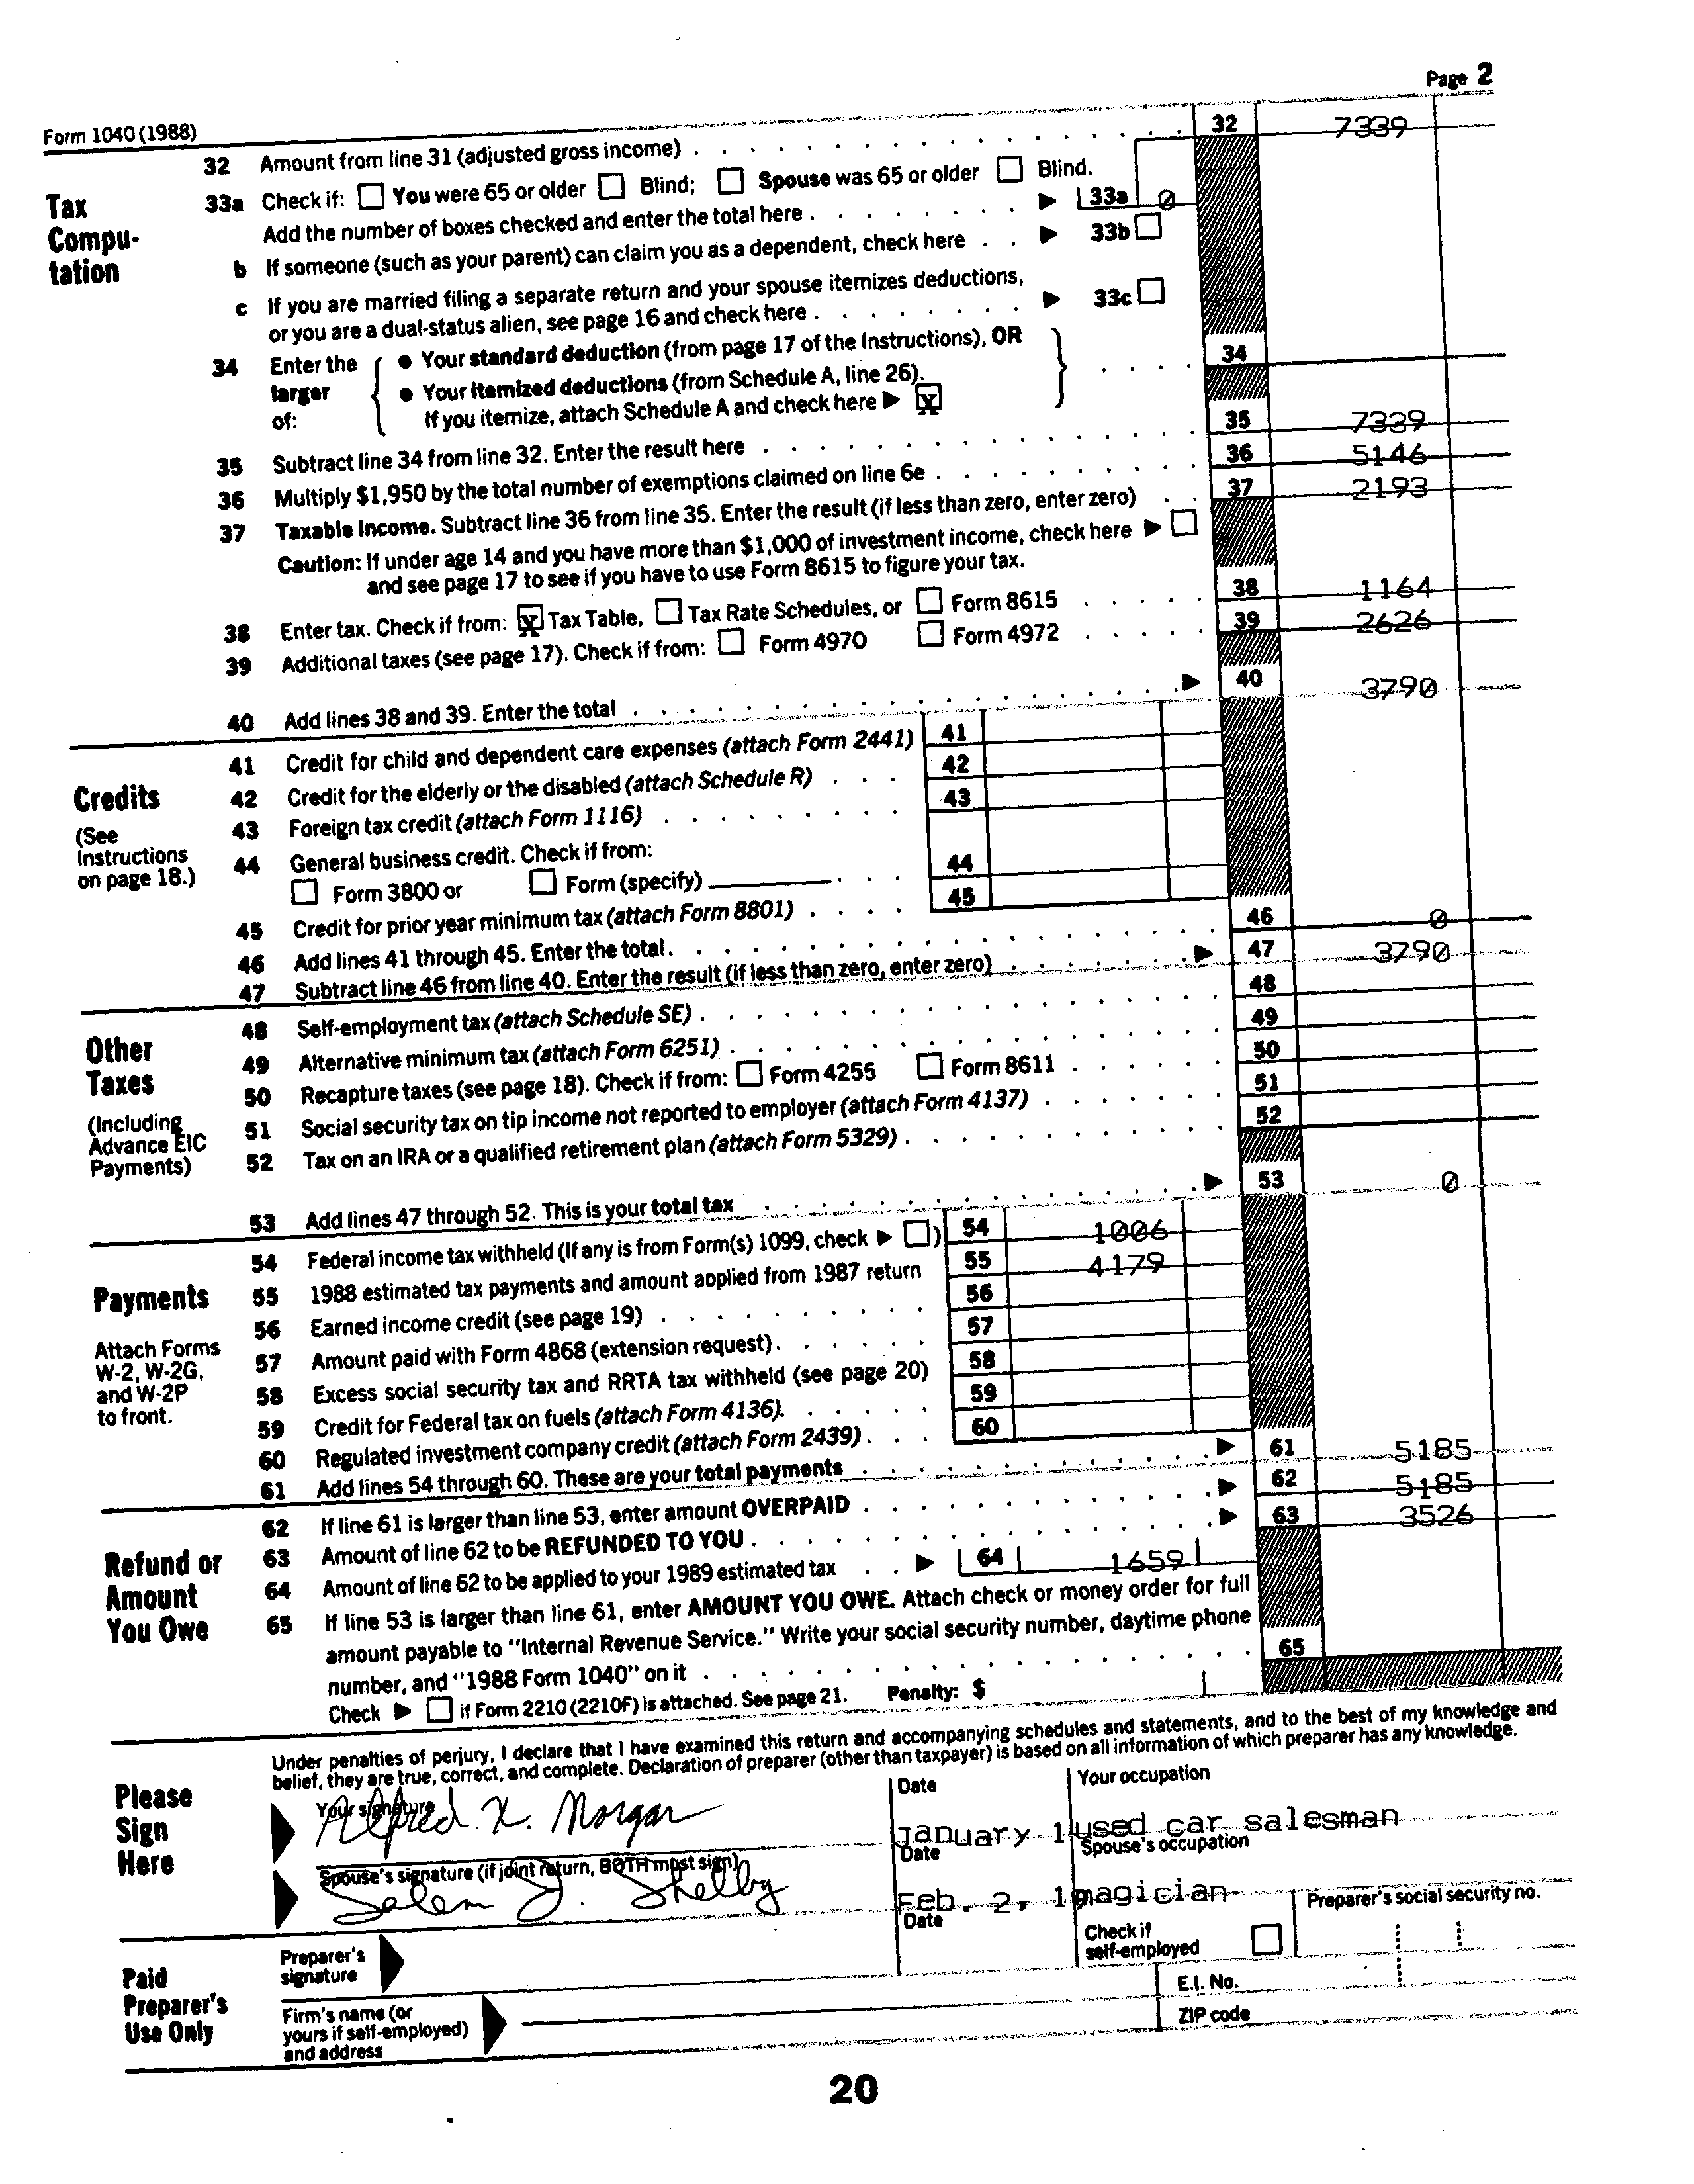 Page 2
Form 1040 (1988)
Tax Compu-tation
32 Amount from line 31 (adjusted gross income) 32 7339
33a Check if: You were 65 or older Blind; Spouse was 65 or older Blind.
Add the number of boxes checked and enter the total here 33a 0
b If someone (such as your parent) can claim you as a dependent, check here 33b
c If you are married filing a separate return and your spouse itemizes deductions,
or you are a dual-status alien, see page 16 and check here 33c
34 Enter the larger of: • Your standard deduction (from page 17 of the Instructions), OR 34
• Your itemized deductions (from Schedule A, line 26).
If you itemize, attach Schedule A and check here X
35 Subtract line 34 from line 32. Enter the result here 35 7339
36 Multiply $1,950 by the total number of exemptions claimed on line 6e 36 5146
37 Taxable income. Subtract line 36 from line 35. Enter the result (if less than zero, enter zero) 37 2193
Caution: If under age 14 and you have more than $1,000 of investment income, check here
and see page 17 to see if you have to use Form 8615 to figure your tax.
38 Enter tax. Check if from: X Tax Table, Tax Rate Schedules, or Form 8615 38 1164
39 Additional taxes (see page 17). Check if from: Form 4970 Form 4972 39 2626
40 Add lines 38 and 39. Enter the total 40 3790
Credits
(See Instructions on page 18.)
41 Credit for child and dependent care expenses (attach Form 2441) 41
42 Credit for the elderly or the disabled (attach Schedule R) 42
43 Foreign tax credit (attach Form 1116) 43
44 General business credit. Check if from:
Form 3800 or Form (specify) 44
45 Credit for prior year minimum tax (attach Form 8801) 45
46 Add lines 41 through 45. Enter the total 46 0
47 Subtract line 46 from line 40. Enter the result (if less than zero, enter zero) 47 3790
Other Taxes
(Including Advance EIC Payments)
48 Self-employment tax (attach Schedule SE) 48
49 Alternative minimum tax (attach Form 6251) 49
50 Recapture taxes (see page 18). Check if from: Form 4255 Form 8611 50
51 Social security tax on tip income not reported to employer (attach Form 4137) 51
52 Tax on an IRA or a qualified retirement plan (attach Form 5329) 52
53 Add lines 47 through 52. This is your total tax 53 0
Payments
Attach Forms W-2, W-2G, and W-2P to front.
54 Federal income tax withheld (If any is from Form(s) 1099, check ) 54 1006
55 1988 estimated tax payments and amount applied from 1987 return 55 4179
56 Earned income credit (see page 19) 56
57 Amount paid with Form 4868 (extension request) 57
58 Excess social security tax and RRTA tax withheld (see page 20) 58
59 Credit for Federal tax on fuels (attach Form 4136). 59
60 Regulated investment company credit (attach Form 2439) 60
61 Add lines 54 through 60. These are your total payments 61 5185
Refund or Amount You Owe
62 If line 61 is larger than line 53, enter amount OVERPAID 62 5185
63 Amount of line 62 to be REFUNDED TO YOU 63 3526
64 Amount of line 62 to be applied to your 1989 estimated tax 64 1659
65 If line 53 is larger than line 61, enter AMOUNT YOU OWE. Attach check or money order for full
amount payable to "Internal Revenue Service." Write your social security number, daytime phone
number, and "1988 Form 1040" on it 65
Check if Form 2210 (2210F) is attached. See page 21. Penalty: $
Please Sign Here
Under penalties of perjury, I declare that I have examined this return and accompanying schedules and statements, and to the best of my knowledge and
belief, they are true, correct, and complete. Declaration of preparer (other than taxpayer) is based on all information of which preparer has any knowledge.
Your signature Date Your occupation
Alfred X. Morgan January 1 used car salesman
Spouse's signature (if joint return, BOTH must sign) Date Spouse's occupation
Salem J. Shelby Feb. 2, 19 magician
Paid Preparer's Use Only
Preparer's signature Date Check if self-employed Preparer's social security no.
Firm's name (or yours if self-employed) and address E.I. No.
ZIP code
20